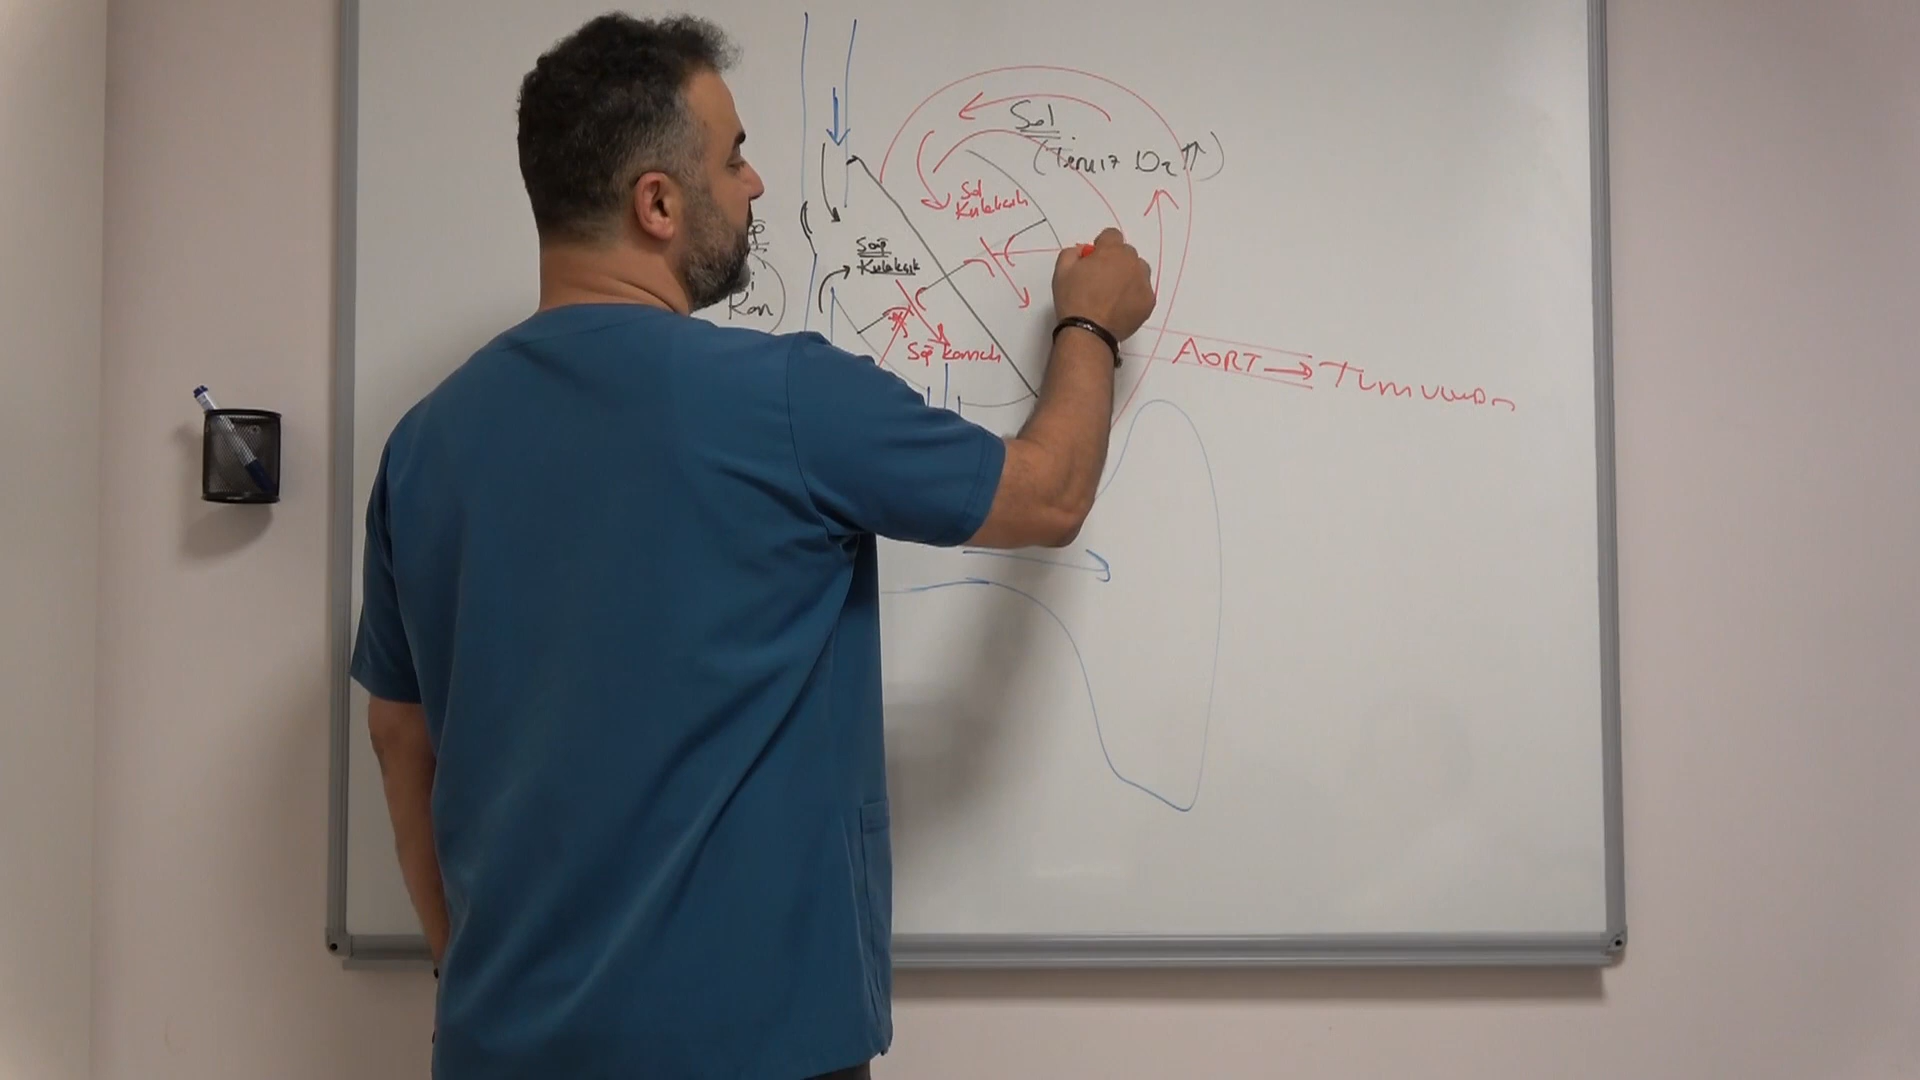 Sol
(Temiz O2 ⇈)
Sol
Kulakcık
Sağ
Kulakcık
Kan
Sağ karıncık
AORT → Tüm vücuda